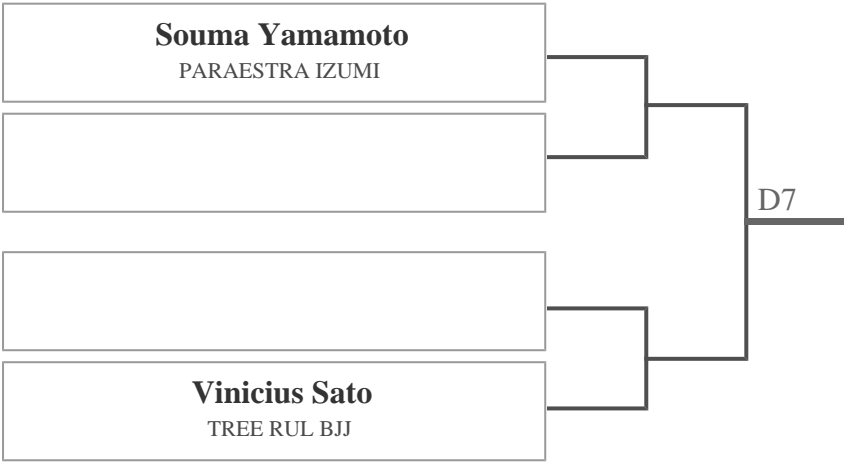 Souma Yamamoto
PARAESTRA IZUMI
D7
Vinicius Sato
TREE RUL BJJ